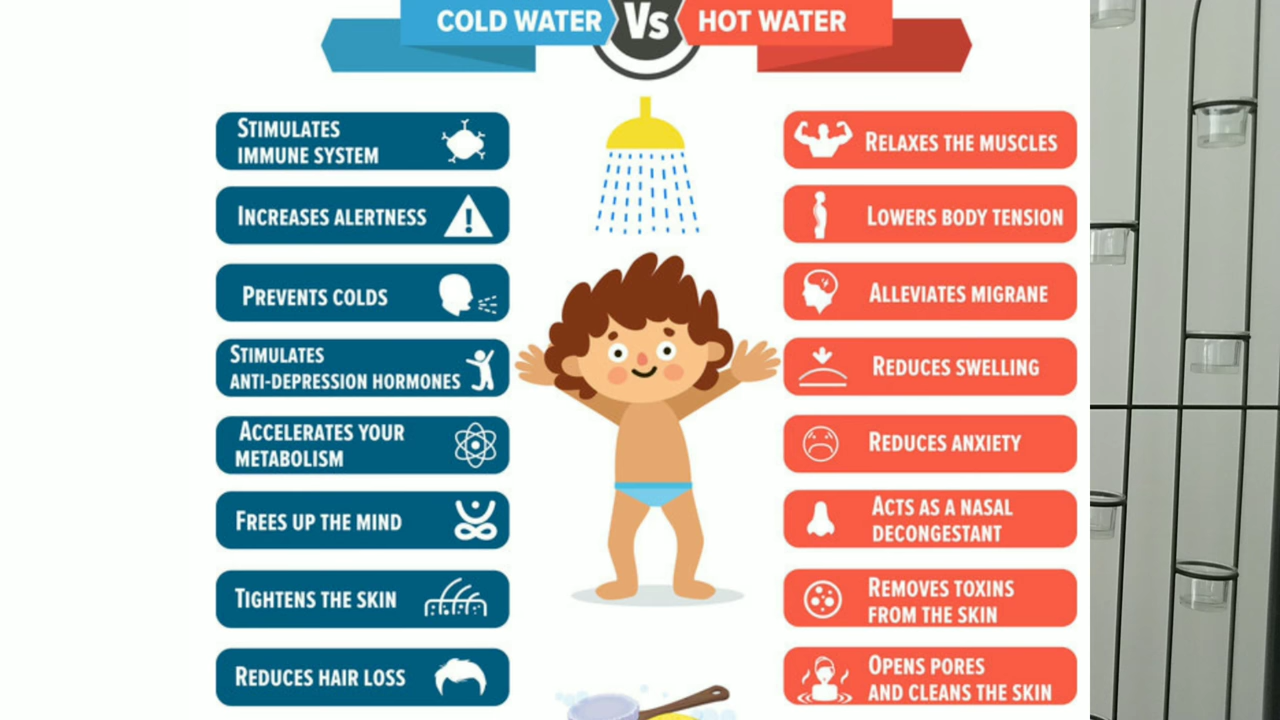 COLD WATER Vs HOT WATER
STIMULATES
IMMUNE SYSTEM
INCREASES ALERTNESS
PREVENTS COLDS
STIMULATES
ANTI-DEPRESSION HORMONES
ACCELERATES YOUR
METABOLISM
FREES UP THE MIND
TIGHTENS THE SKIN
REDUCES HAIR LOSS
RELAXES THE MUSCLES
LOWERS BODY TENSION
ALLEVIATES MIGRANE
REDUCES SWELLING
REDUCES ANXIETY
ACTS AS A NASAL
DECONGESTANT
REMOVES TOXINS
FROM THE SKIN
OPENS PORES
AND CLEANS THE SKIN